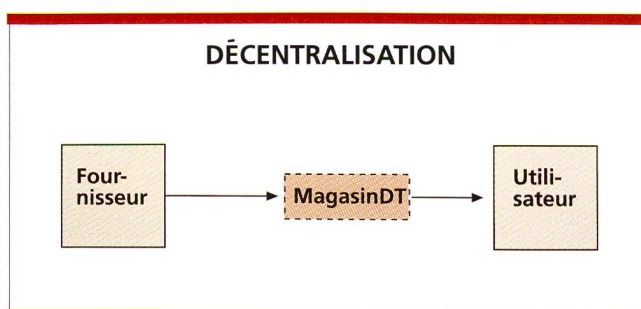 DÉCENTRALISATION
Four-
nisseur
MagasinDT
Utili-
sateur